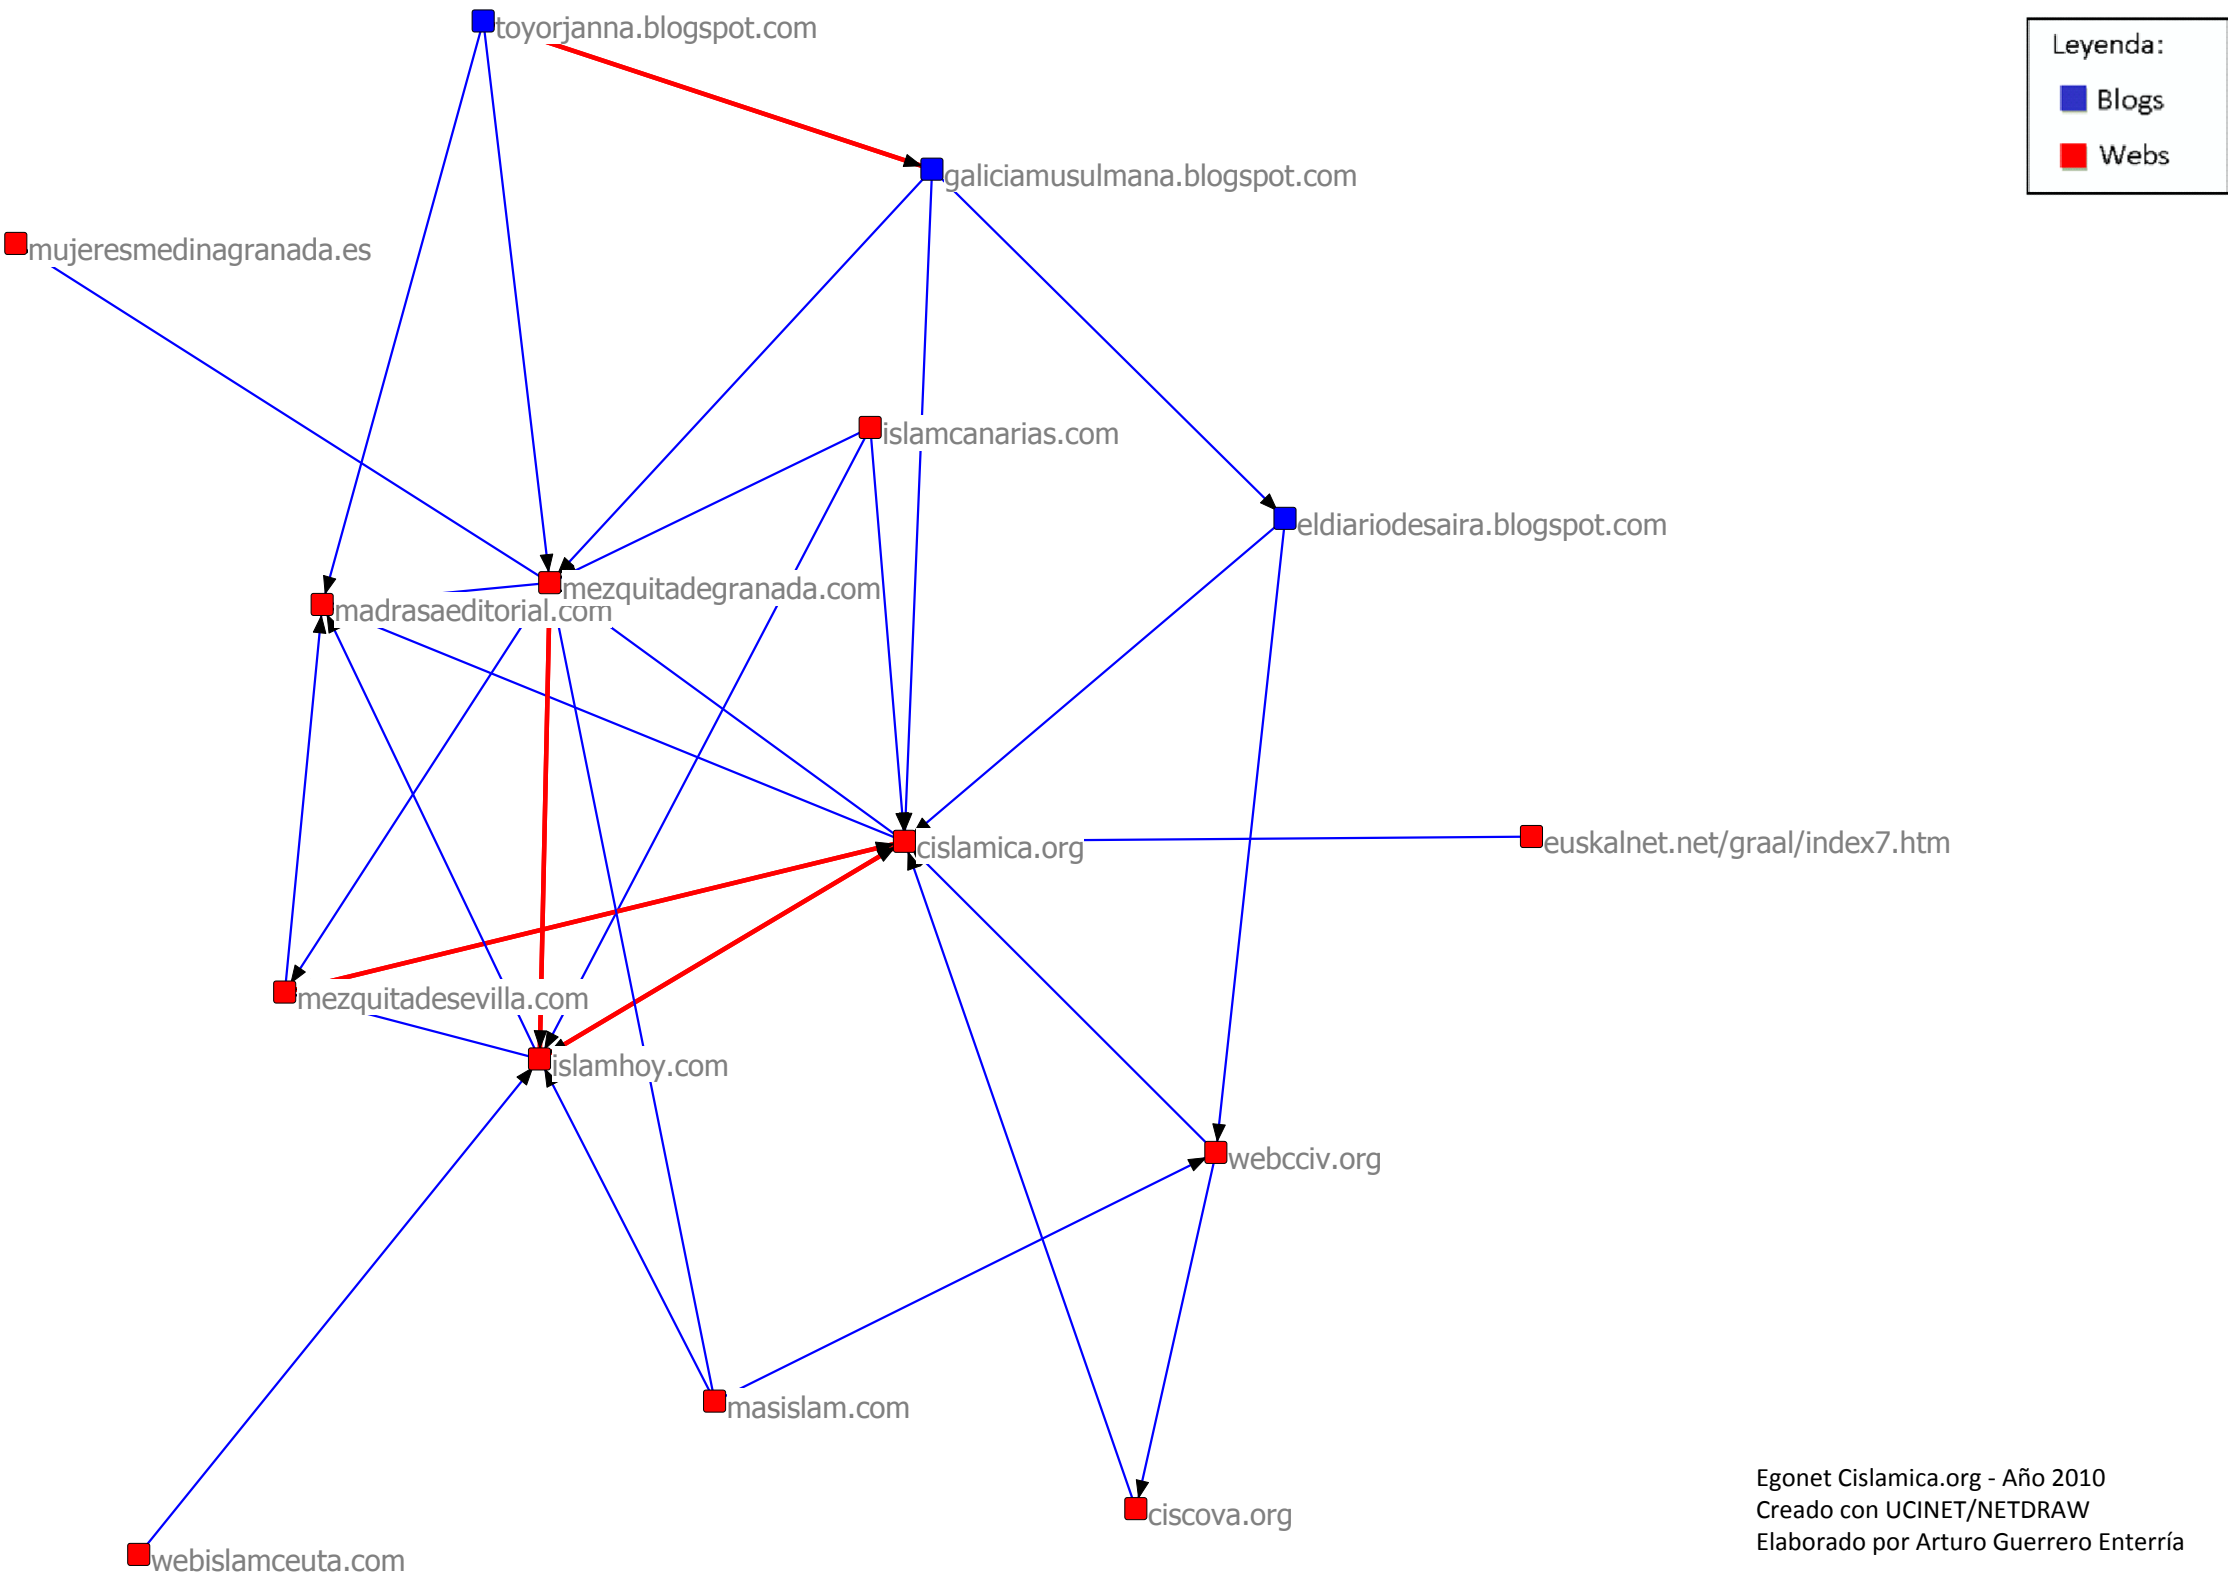 toyorjanna.blogspot.com
Leyenda:
Blogs
Webs
galiciamusulmana.blogspot.com
mujeresmedinagranada.es
islamcanarias.com
eldiariodesaira.blogspot.com
mezquitadegranada.com
madrasaeditorial.com
cislamica.org
euskalnet.net/graal/index7.htm
mezquitadesevilla.com
islamhoy.com
webcciv.org
masislam.com
ciscova.org
webislamceuta.com
Egonet Cislamica.org - Año 2010
Creado con UCINET/NETDRAW
Elaborado por Arturo Guerrero Enterría